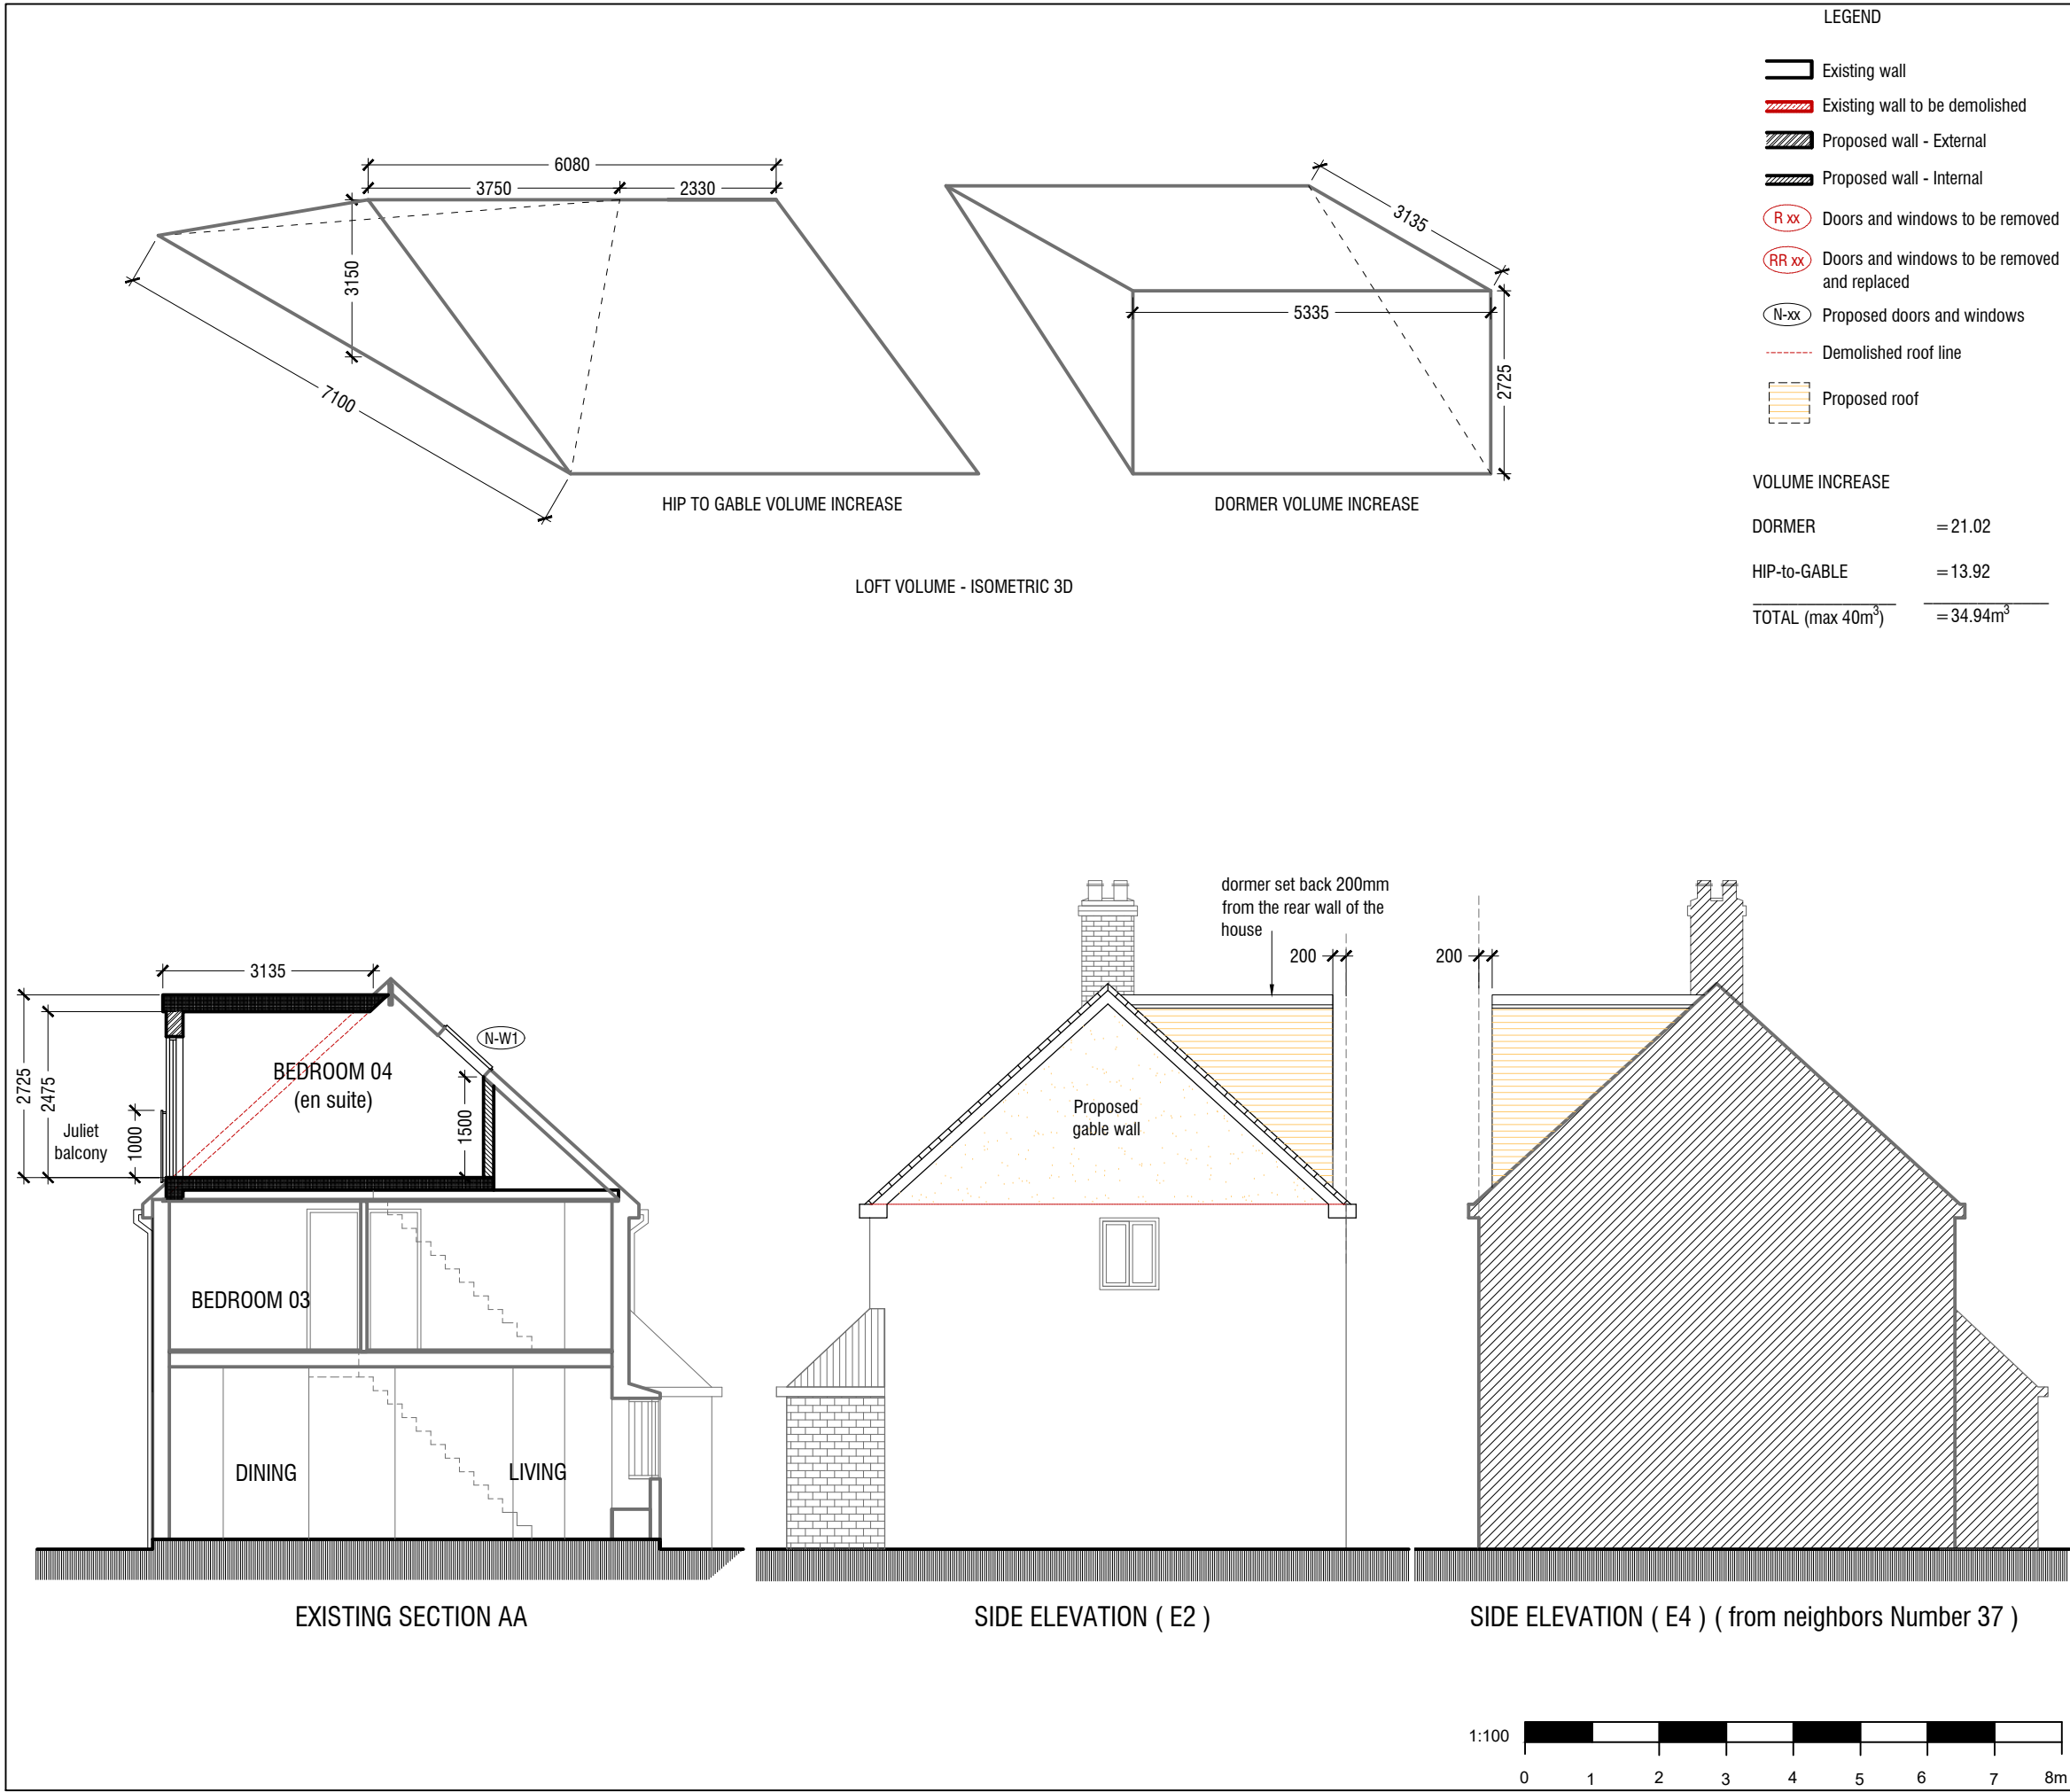 LEGEND
Existing wall
Existing wall to be demolished
Proposed wall - External
Proposed wall - Internal
R xx
Doors and windows to be removed
RR xx
Doors and windows to be removed
and replaced
N-xx
Proposed doors and windows
Demolished roof line
Proposed roof
VOLUME INCREASE
DORMER =21.02
HIP-to-GABLE =13.92
TOTAL (max 40m³) =34.94m³
6080
3750
2330
3150
7100
HIP TO GABLE VOLUME INCREASE
3135
5335
2725
DORMER VOLUME INCREASE
LOFT VOLUME - ISOMETRIC 3D
3135
2725
2475
1000
Juliet
balcony
BEDROOM 04
(en suite)
1500
N-W1
BEDROOM 03
DINING
LIVING
EXISTING SECTION AA
dormer set back 200mm
from the rear wall of the
house
200
Proposed
gable wall
SIDE ELEVATION ( E2 )
200
SIDE ELEVATION ( E4 ) ( from neighbors Number 37 )
1:100
0 1 2 3 4 5 6 7 8m